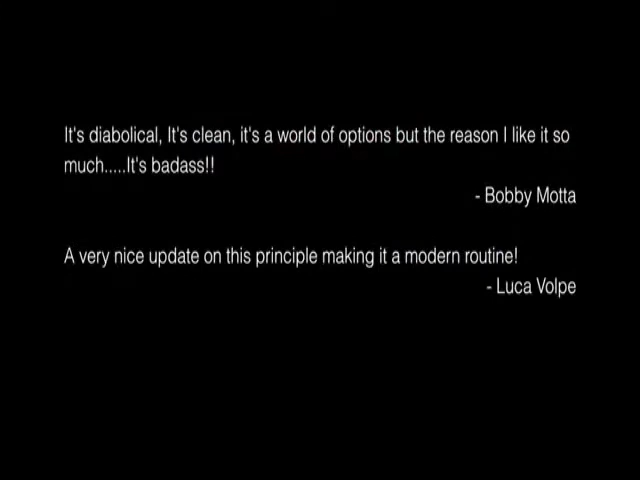 It's diabolical, It's clean, it's a world of options but the reason I like it so
much.....It's badass!!
- Bobby Motta
A very nice update on this principle making it a modern routine!
- Luca Volpe